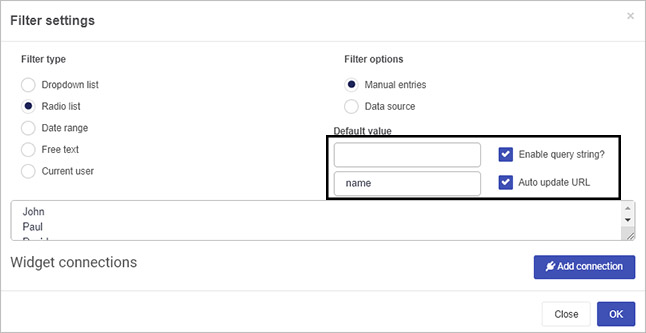 Filter settings
×
Filter type
Dropdown list
Radio list
Date range
Free text
Current user
Filter options
Manual entries
Data source
Default value
Enable query string?
name
Auto update URL
John
Paul
Widget connections
Add connection
Close
OK